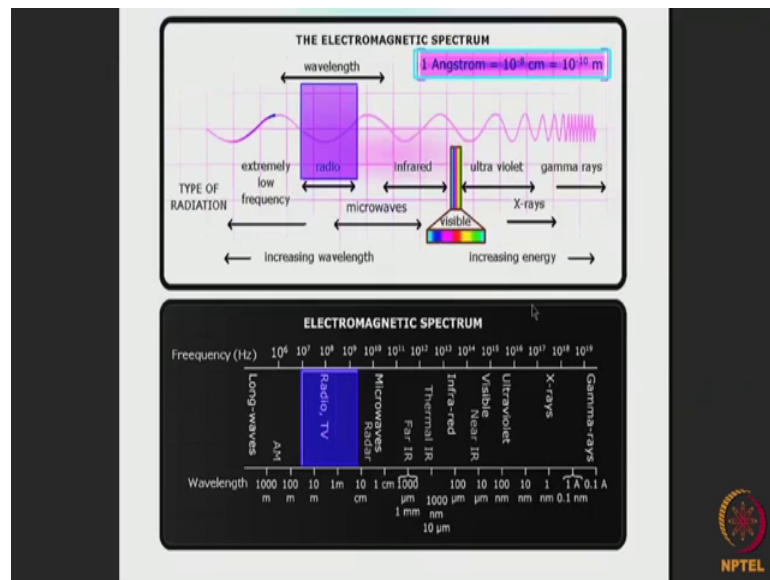 THE ELECTROMAGNETIC SPECTRUM
wavelength
1 Angstrom = 10⁻⁸ cm = 10⁻¹⁰ m
TYPE OF RADIATION
extremely low frequency
radio
microwaves
infrared
visible
ultra violet
X-rays
gamma rays
increasing wavelength
increasing energy
ELECTROMAGNETIC SPECTRUM
Freequency (Hz) 10⁶ 10⁷ 10⁸ 10⁹ 10¹⁰ 10¹¹ 10¹² 10¹³ 10¹⁴ 10¹⁵ 10¹⁶ 10¹⁷ 10¹⁸ 10¹⁹
Long-waves
AM
Radio, TV
Microwaves
Radar
Far IR
Thermal IR
Infra-red
Near IR
Visible
Ultraviolet
X-rays
Gamma-rays
Wavelength 1000 100 10 1m 10 1 cm 1000 100 10 100 10 1 1 A 0.1 A
m m m cm µm µm µm nm nm nm 0.1 nm
1 mm 1000
nm
10 µm
NPTEL